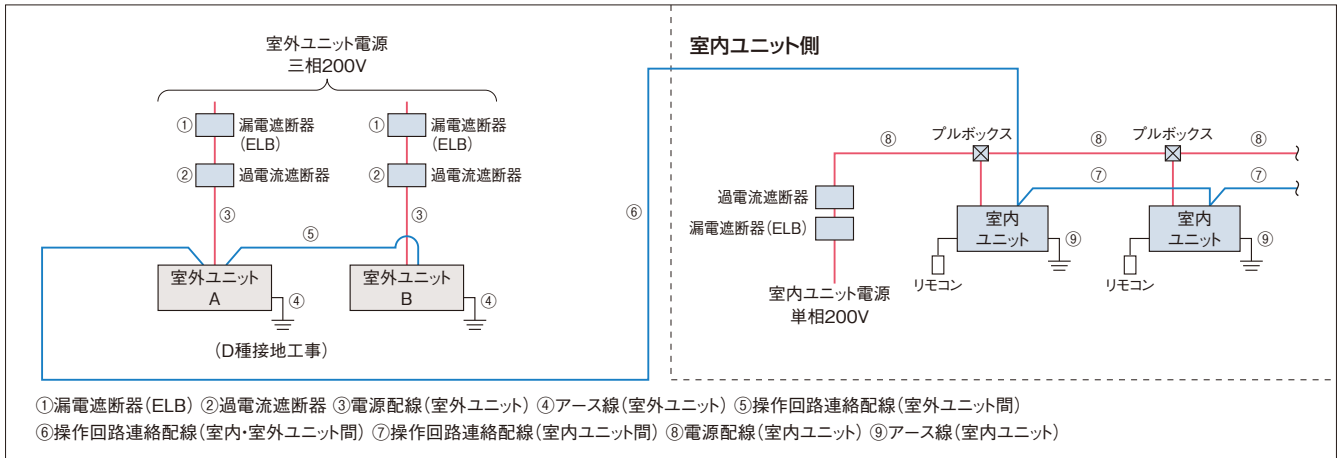 室外ユニット電源
三相200V
① 漏電遮断器
(ELB)
① 漏電遮断器
(ELB)
② 過電流遮断器
② 過電流遮断器
③
③
⑤
室外ユニット
A
④
室外ユニット
B
④
(D種接地工事)
⑥
室内ユニット側
プルボックス
プルボックス
⑧
⑧
⑧
⑦
⑦
過電流遮断器
漏電遮断器(ELB)
室内ユニット電源
単相200V
室内
ユニット
⑨
リモコン
室内
ユニット
⑨
リモコン
①漏電遮断器(ELB) ②過電流遮断器 ③電源配線(室外ユニット) ④アース線(室外ユニット) ⑤操作回路連絡配線(室外ユニット間)
⑥操作回路連絡配線(室内・室外ユニット間) ⑦操作回路連絡配線(室内ユニット間) ⑧電源配線(室内ユニット) ⑨アース線(室内ユニット)